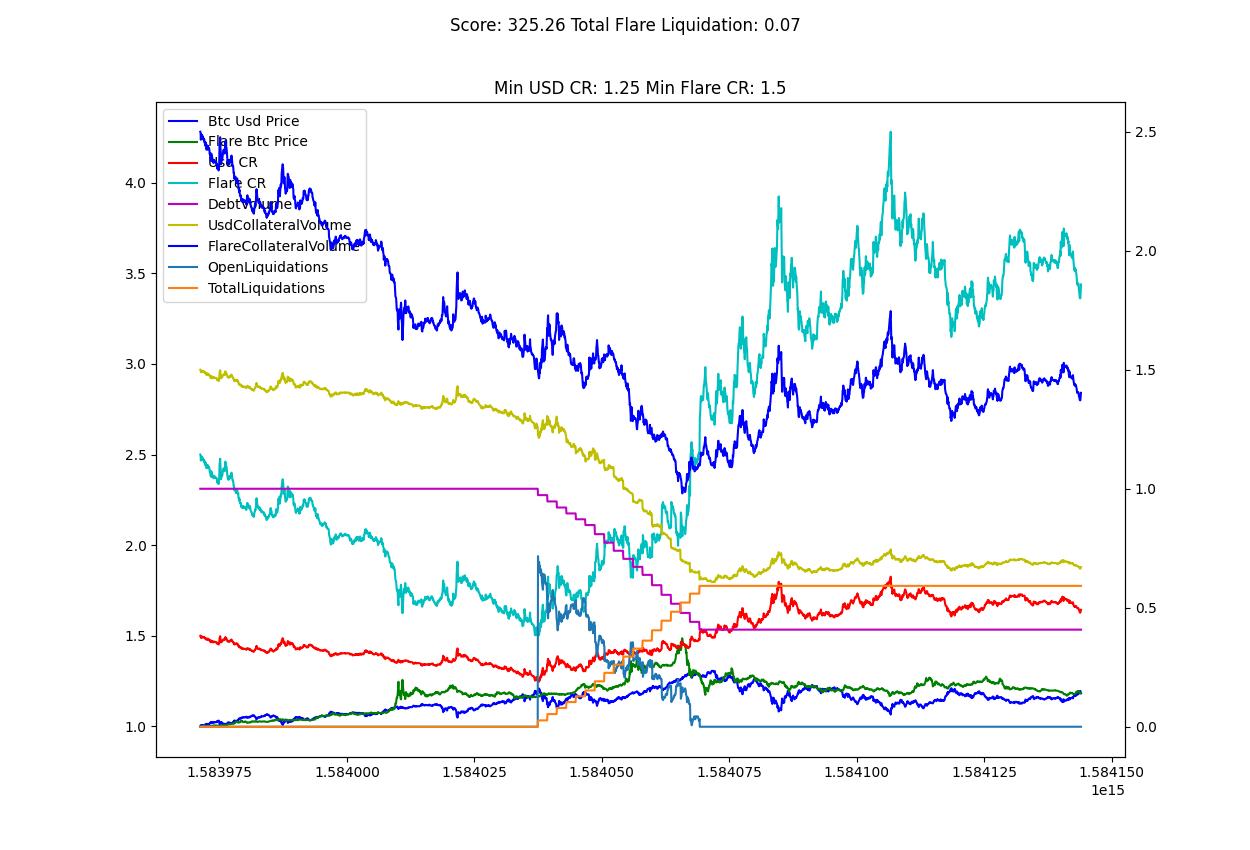 Score: 325.26 Total Flare Liquidation: 0.07
Min USD CR: 1.25 Min Flare CR: 1.5
Btc Usd Price
Flare Btc Price
Usd CR
Flare CR
DebtVolume
UsdCollateralVolume
FlareCollateralVolume
OpenLiquidations
TotalLiquidations
4.0
3.5
3.0
2.5
2.0
1.5
1.0
2.5
2.0
1.5
1.0
0.5
0.0
1.583975 1.584000 1.584025 1.584050 1.584075 1.584100 1.584125 1.584150
1e15